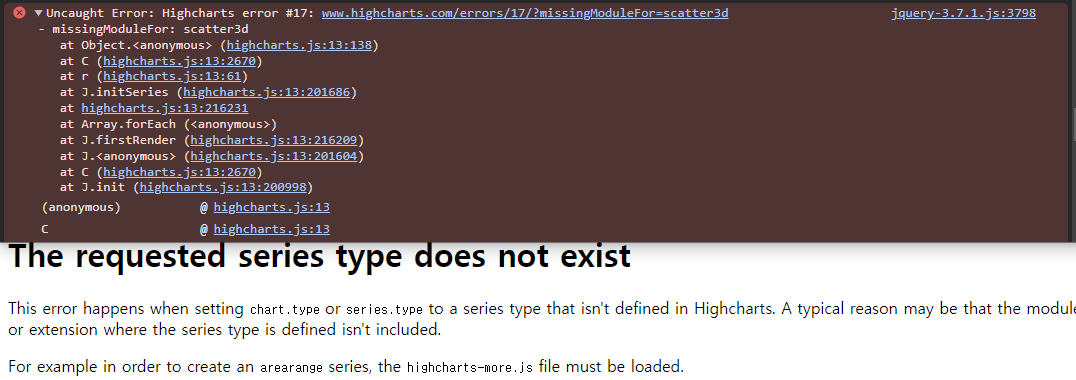 Uncaught Error: Highcharts error #17: www.highcharts.com/errors/17/?missingModuleFor=scatter3d jquery-3.7.1.js:3798
- missingModuleFor: scatter3d
at Object.<anonymous> (highcharts.js:13:138)
at C (highcharts.js:13:2670)
at r (highcharts.js:13:61)
at J.initSeries (highcharts.js:13:201686)
at highcharts.js:13:216231
at Array.forEach (<anonymous>)
at J.firstRender (highcharts.js:13:216209)
at J.<anonymous> (highcharts.js:13:201604)
at C (highcharts.js:13:2670)
at J.init (highcharts.js:13:200998)
(anonymous) @ highcharts.js:13
C @ highcharts.js:13
The requested series type does not exist
This error happens when setting chart.type or series.type to a series type that isn't defined in Highcharts. A typical reason may be that the module
or extension where the series type is defined isn't included.
For example in order to create an arearange series, the highcharts-more.js file must be loaded.